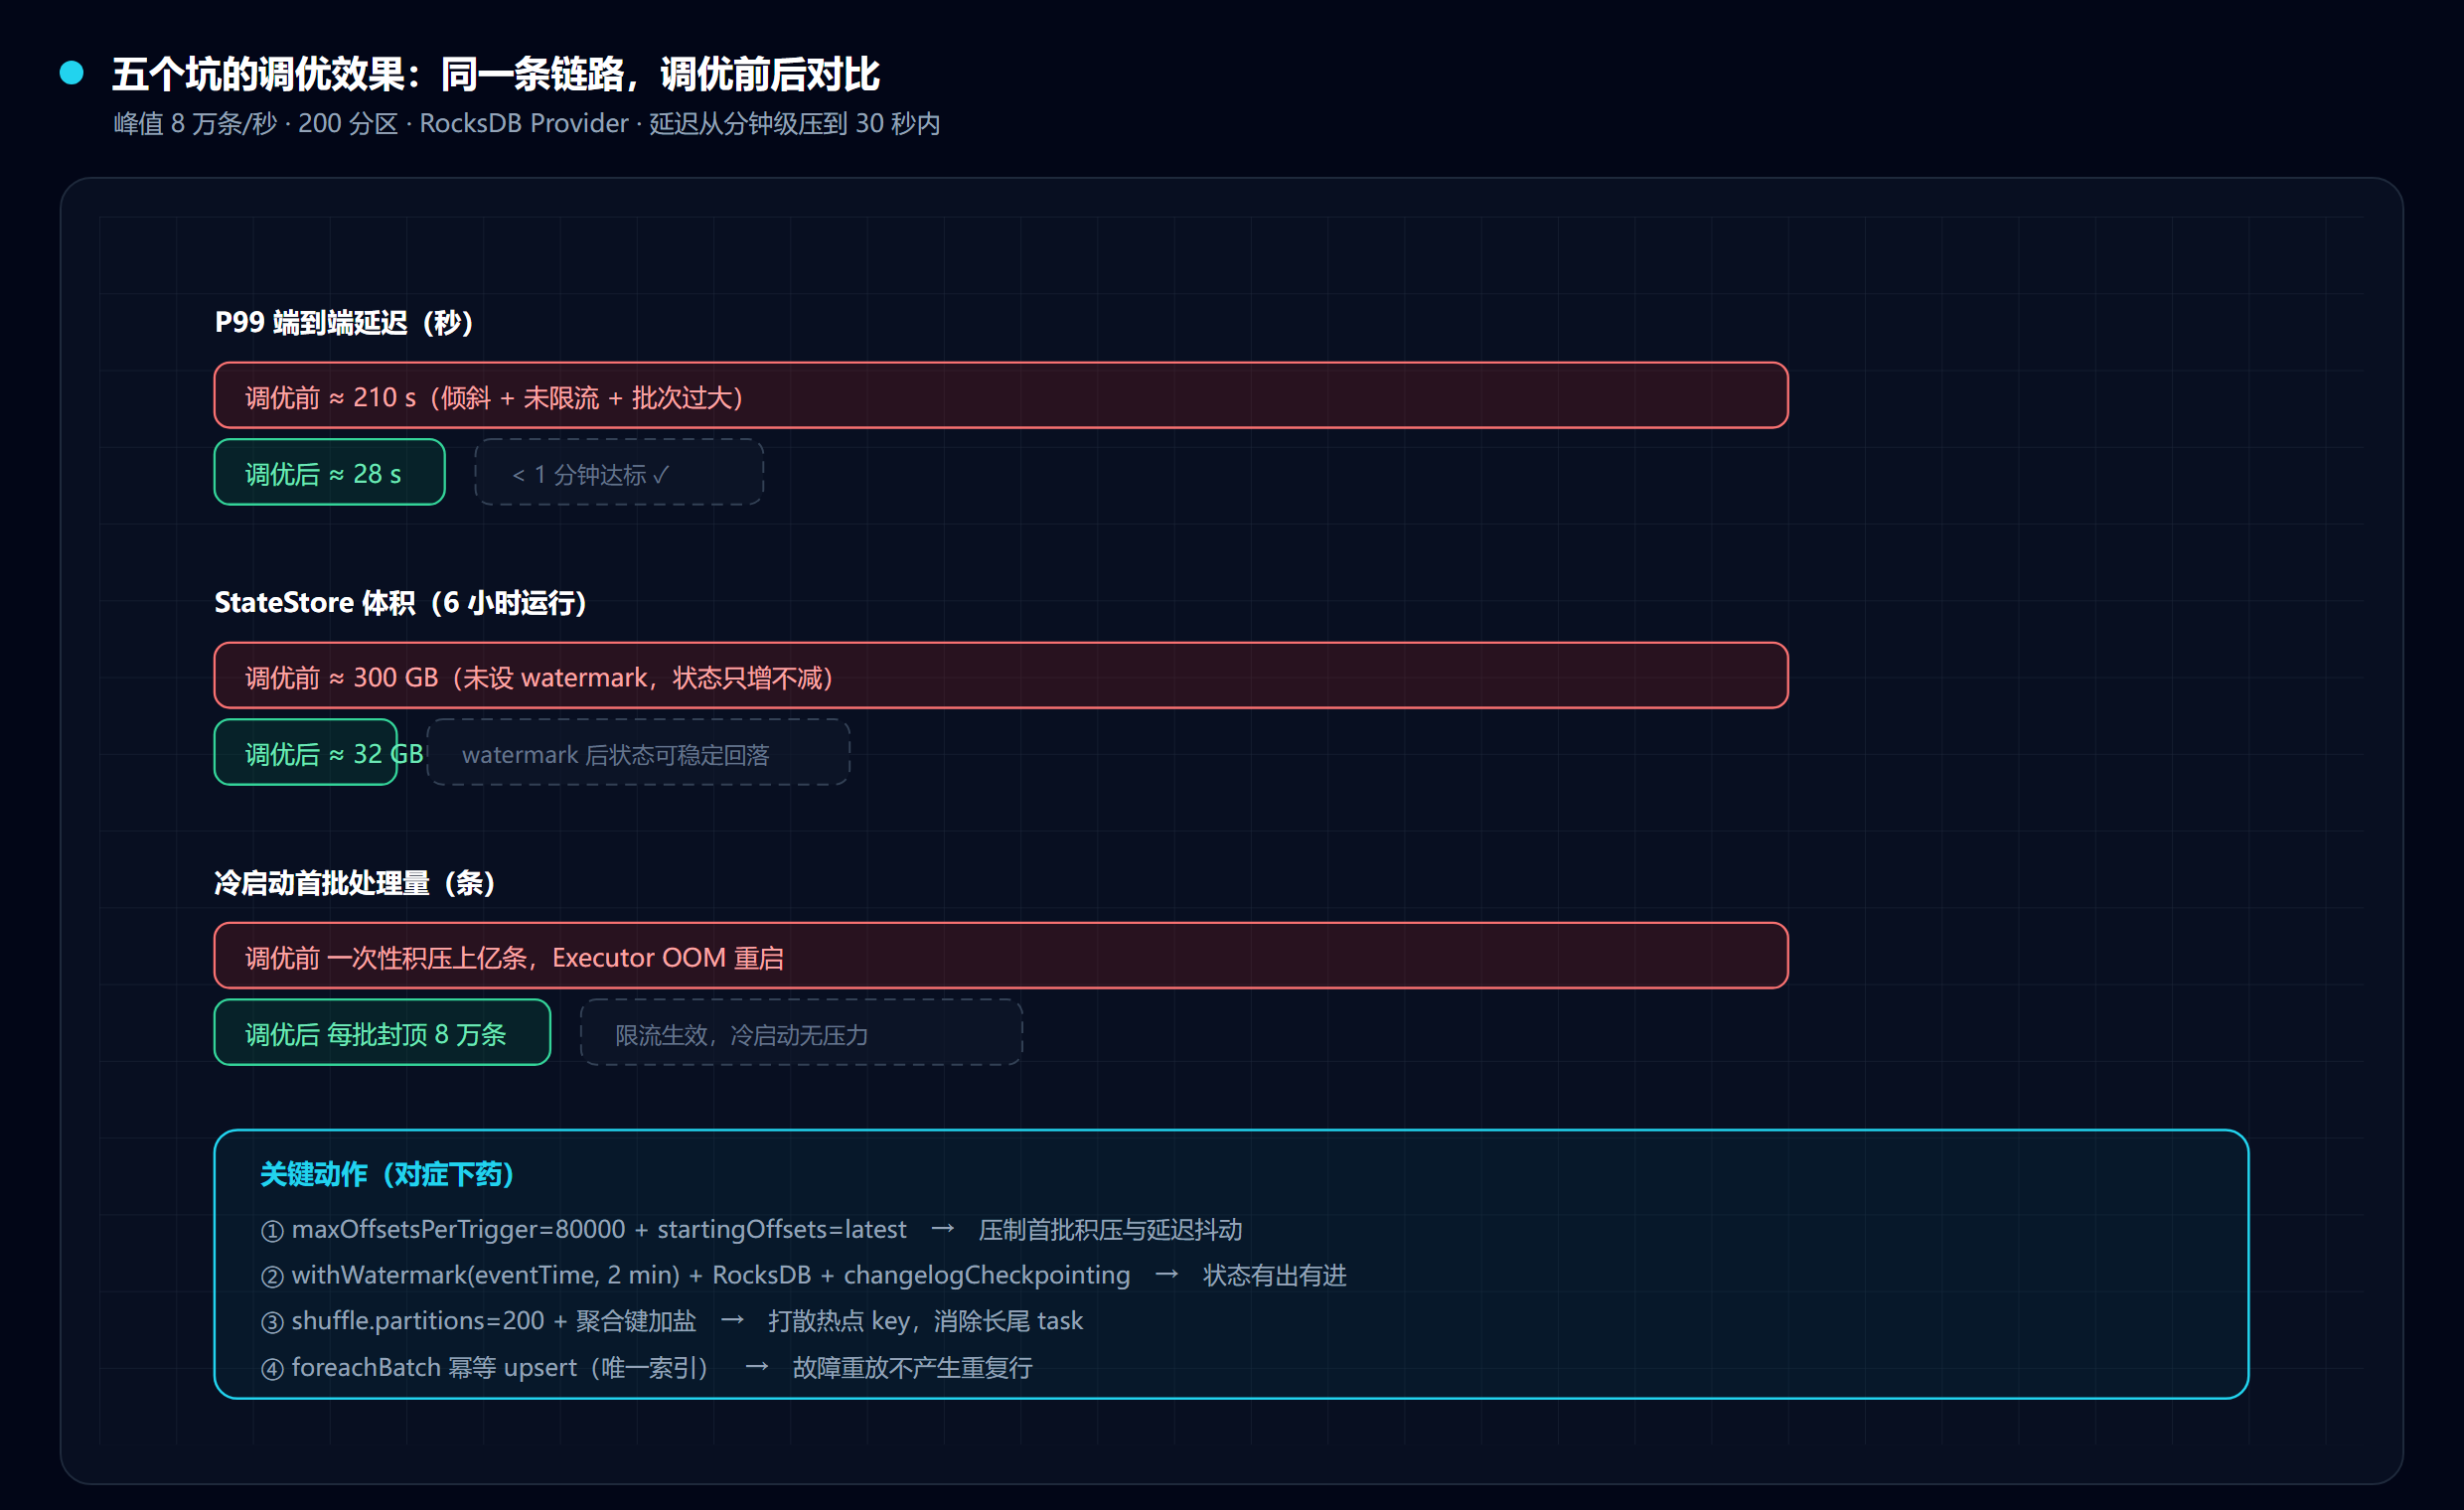 五个坑的调优效果：同一条链路，调优前后对比
峰值 8 万条/秒 · 200 分区 · RocksDB Provider · 延迟从分钟级压到 30 秒内
P99 端到端延迟（秒）
调优前 ≈ 210 s（倾斜 + 未限流 + 批次过大）
调优后 ≈ 28 s
< 1 分钟达标 ✓
StateStore 体积（6 小时运行）
调优前 ≈ 300 GB（未设 watermark，状态只增不减）
调优后 ≈ 32 GB
watermark 后状态可稳定回落
冷启动首批处理量（条）
调优前 一次性积压上亿条，Executor OOM 重启
调优后 每批封顶 8 万条
限流生效，冷启动无压力
关键动作（对症下药）
① maxOffsetsPerTrigger=80000 + startingOffsets=latest → 压制首批积压与延迟抖动
② withWatermark(eventTime, 2 min) + RocksDB + changelogCheckpointing → 状态有出有进
③ shuffle.partitions=200 + 聚合键加盐 → 打散热点 key，消除长尾 task
④ foreachBatch 幂等 upsert（唯一索引） → 故障重放不产生重复行